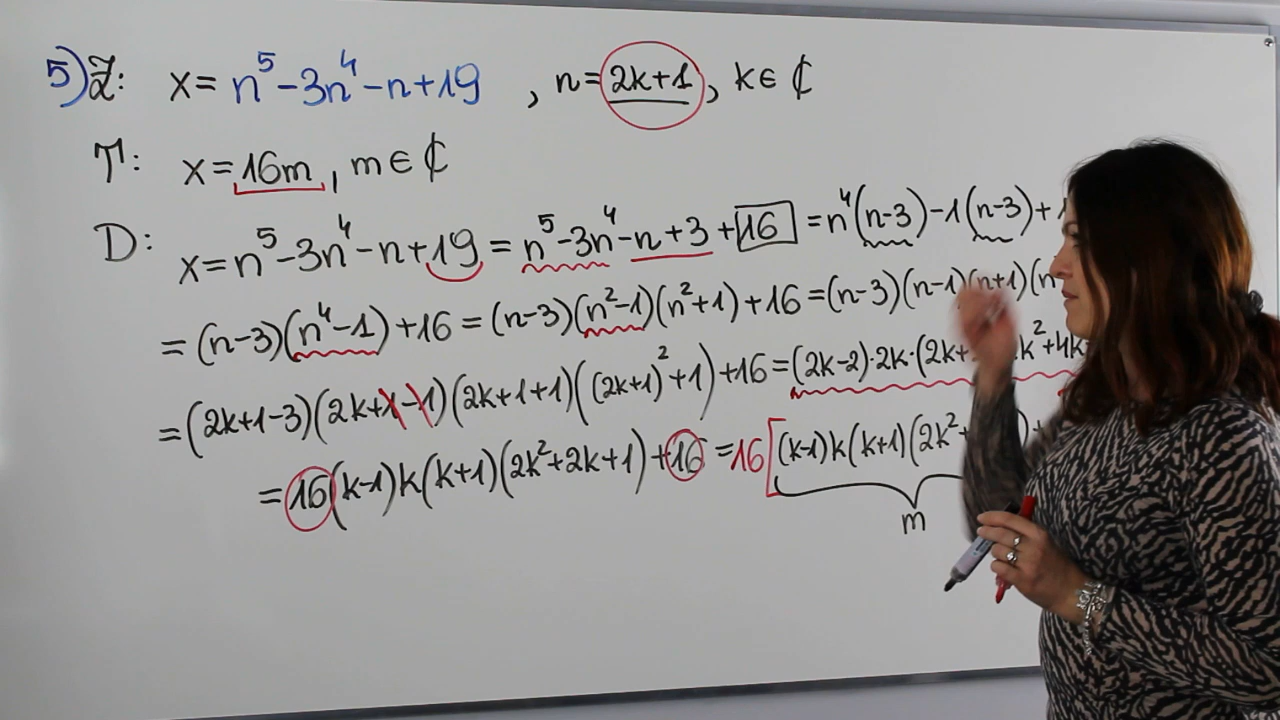 5) Z: x = n⁵-3n⁴-n+19 , n = 2k+1 , k ∈ ℂ
T: x = 16m , m ∈ ℂ
D: x = n⁵-3n⁴-n+19 = n⁵-3n⁴-n+3+16 = n⁴(n-3)-1(n-3)+
= (n-3)(n⁴-1)+16 = (n-3)(n²-1)(n²+1)+16 = (n-3)(n-1)(n+1)(n
= (2k+1-3)(2k+1-1)(2k+1+1)((2k+1)²+1)+16 = (2k-2)·2k·(2k+ k²+4k
= 16(k-1)k(k+1)(2k²+2k+1)+16 = 16[(k-1)k(k+1)(2k²+ )+
m